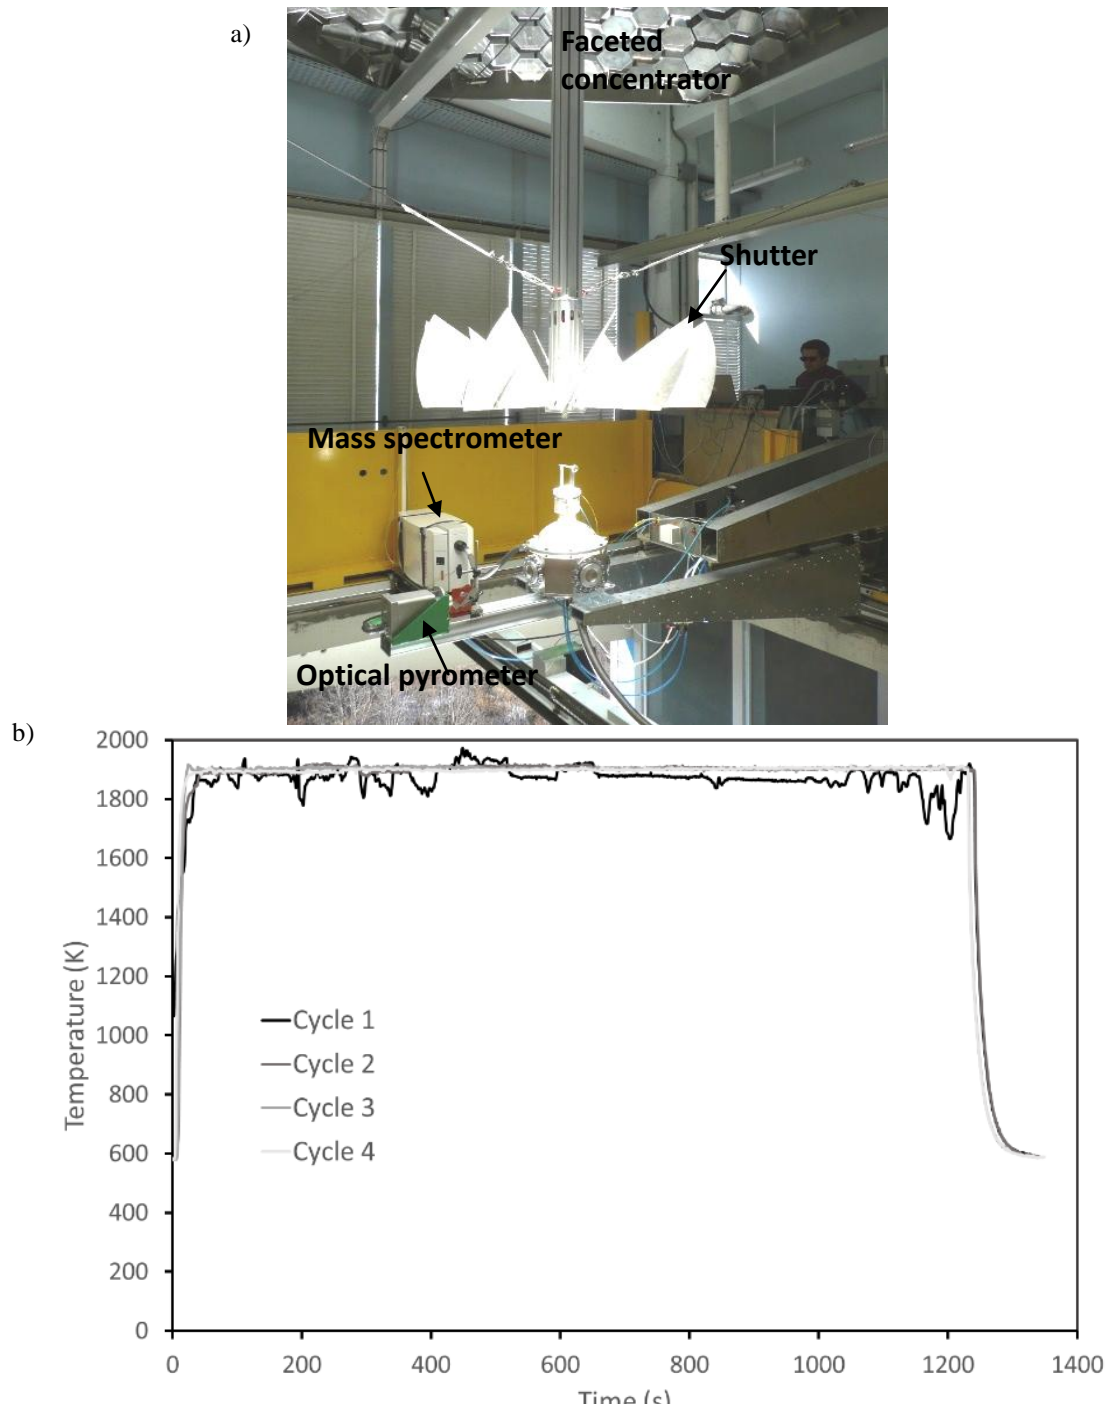 a)
Faceted
concentrator
Shutter
Mass spectrometer
Optical pyrometer
b)
2000
1800
1600
1400
1200
1000
800
600
400
200
0
Temperature (K)
Cycle 1
Cycle 2
Cycle 3
Cycle 4
0 200 400 600 800 1000 1200 1400
Time (s)